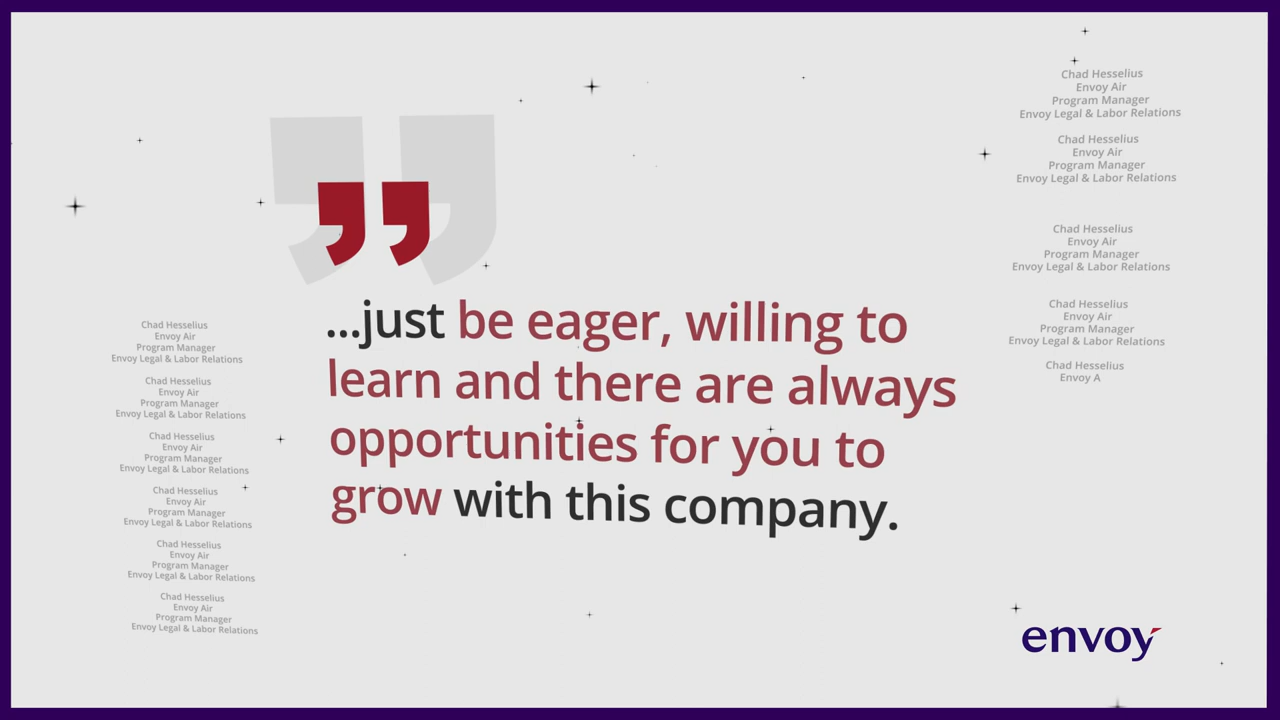 ”
...just be eager, willing to
learn and there are always
opportunities for you to
grow with this company.
Chad Hesselius
Envoy Air
Program Manager
Envoy Legal & Labor Relations
Chad Hesselius
Envoy Air
Program Manager
Envoy Legal & Labor Relations
Chad Hesselius
Envoy Air
Program Manager
Envoy Legal & Labor Relations
Chad Hesselius
Envoy Air
Program Manager
Envoy Legal & Labor Relations
Chad Hesselius
Envoy Air
Program Manager
Envoy Legal & Labor Relations
Chad Hesselius
Envoy Air
Program Manager
Envoy Legal & Labor Relations
Chad Hesselius
Envoy Air
Program Manager
Envoy Legal & Labor Relations
Chad Hesselius
Envoy Air
Program Manager
Envoy Legal & Labor Relations
Chad Hesselius
Envoy Air
Program Manager
Envoy Legal & Labor Relations
Chad Hesselius
Envoy Air
Program Manager
Envoy Legal & Labor Relations
Chad Hesselius
Envoy A
envoy